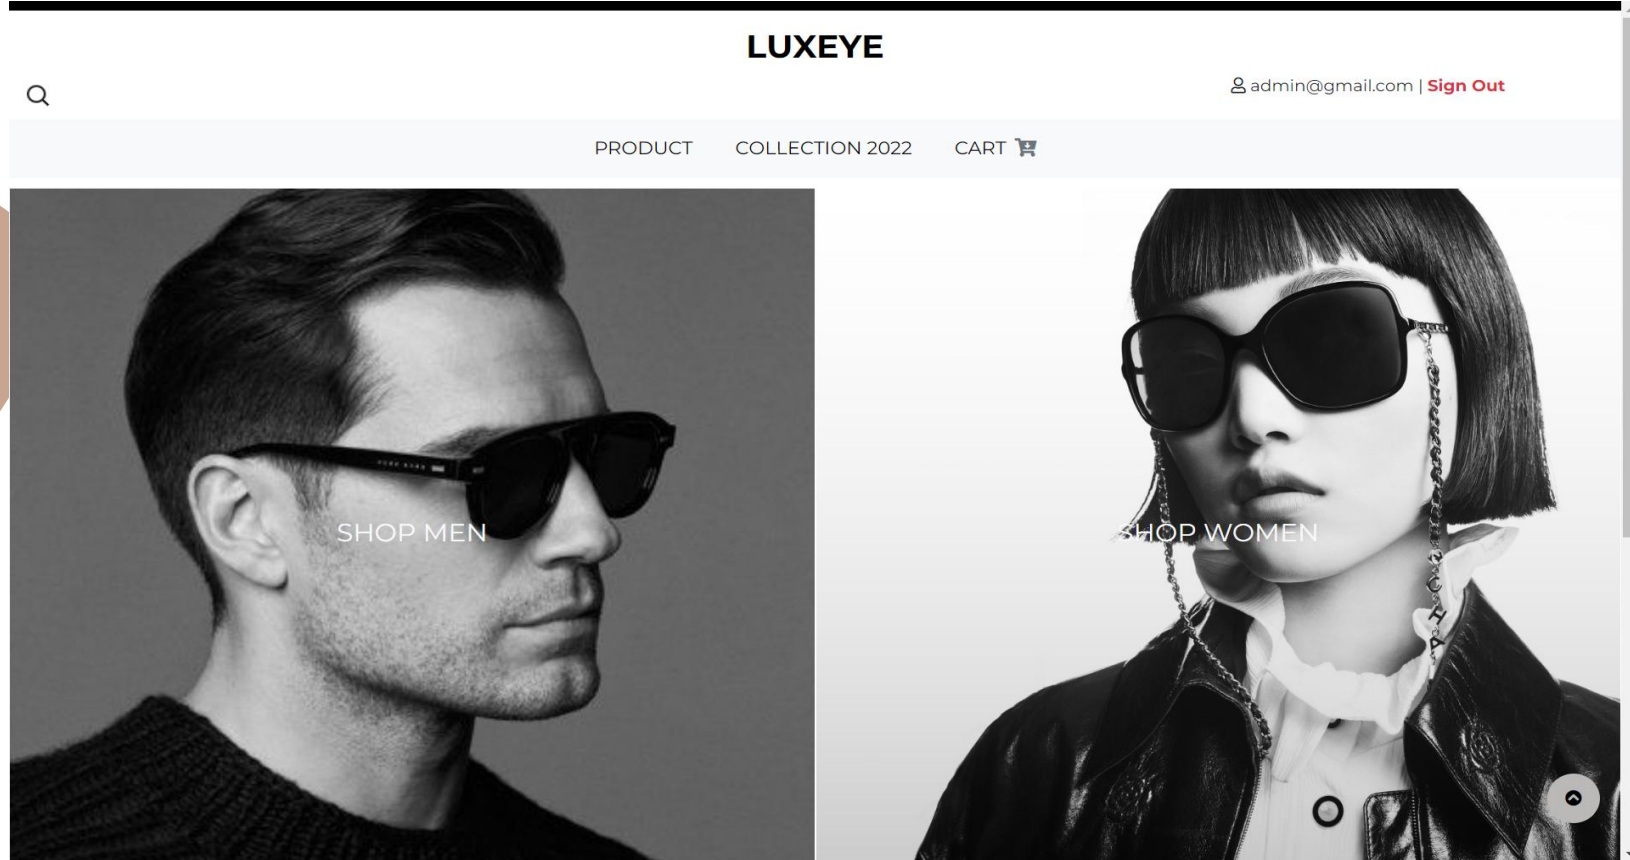 LUXEYE
admin@gmail.com | Sign Out
PRODUCT COLLECTION 2022 CART
SHOP MEN
SHOP WOMEN